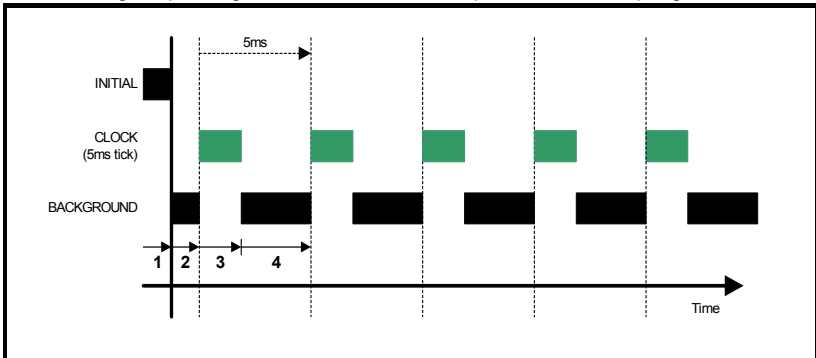 5ms
INITIAL
CLOCK
(5ms tick)
BACKGROUND
1 2 3 4
Time